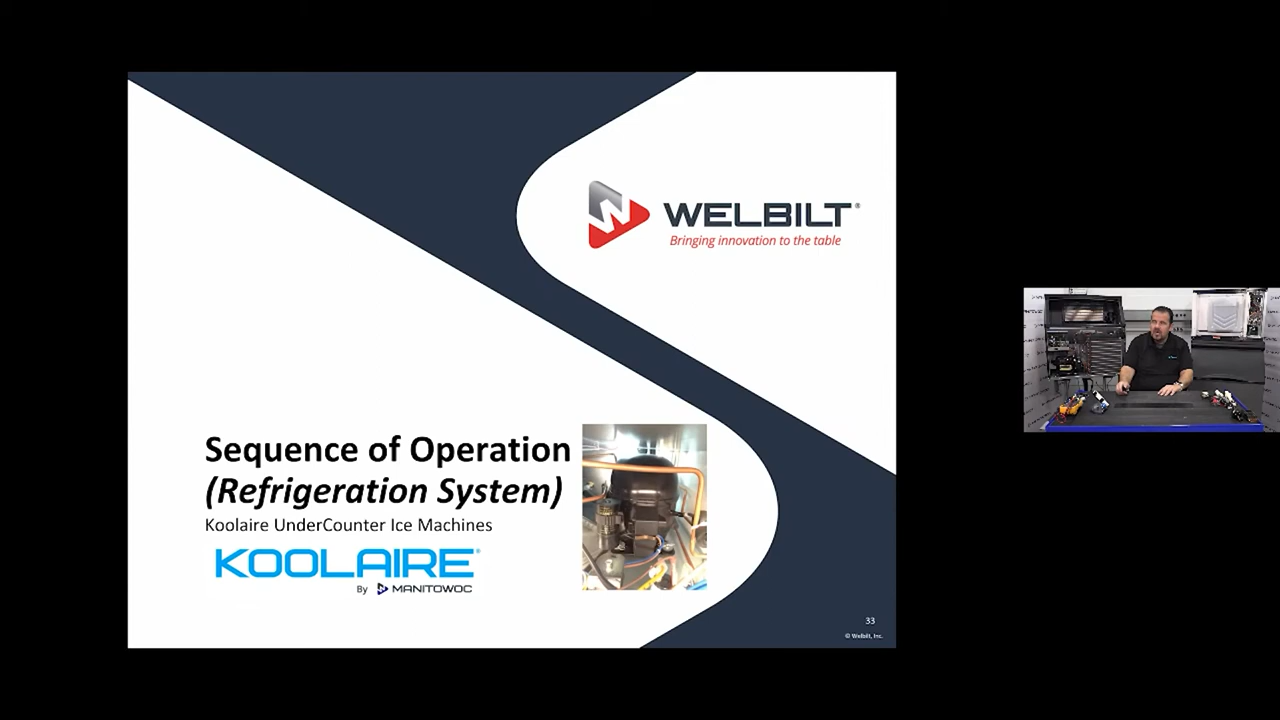 WELBILT®
Bringing innovation to the table
Sequence of Operation
(Refrigeration System)
Koolaire UnderCounter Ice Machines
KOOLAIRE®
By MANITOWOC
33
© Welbilt, Inc.